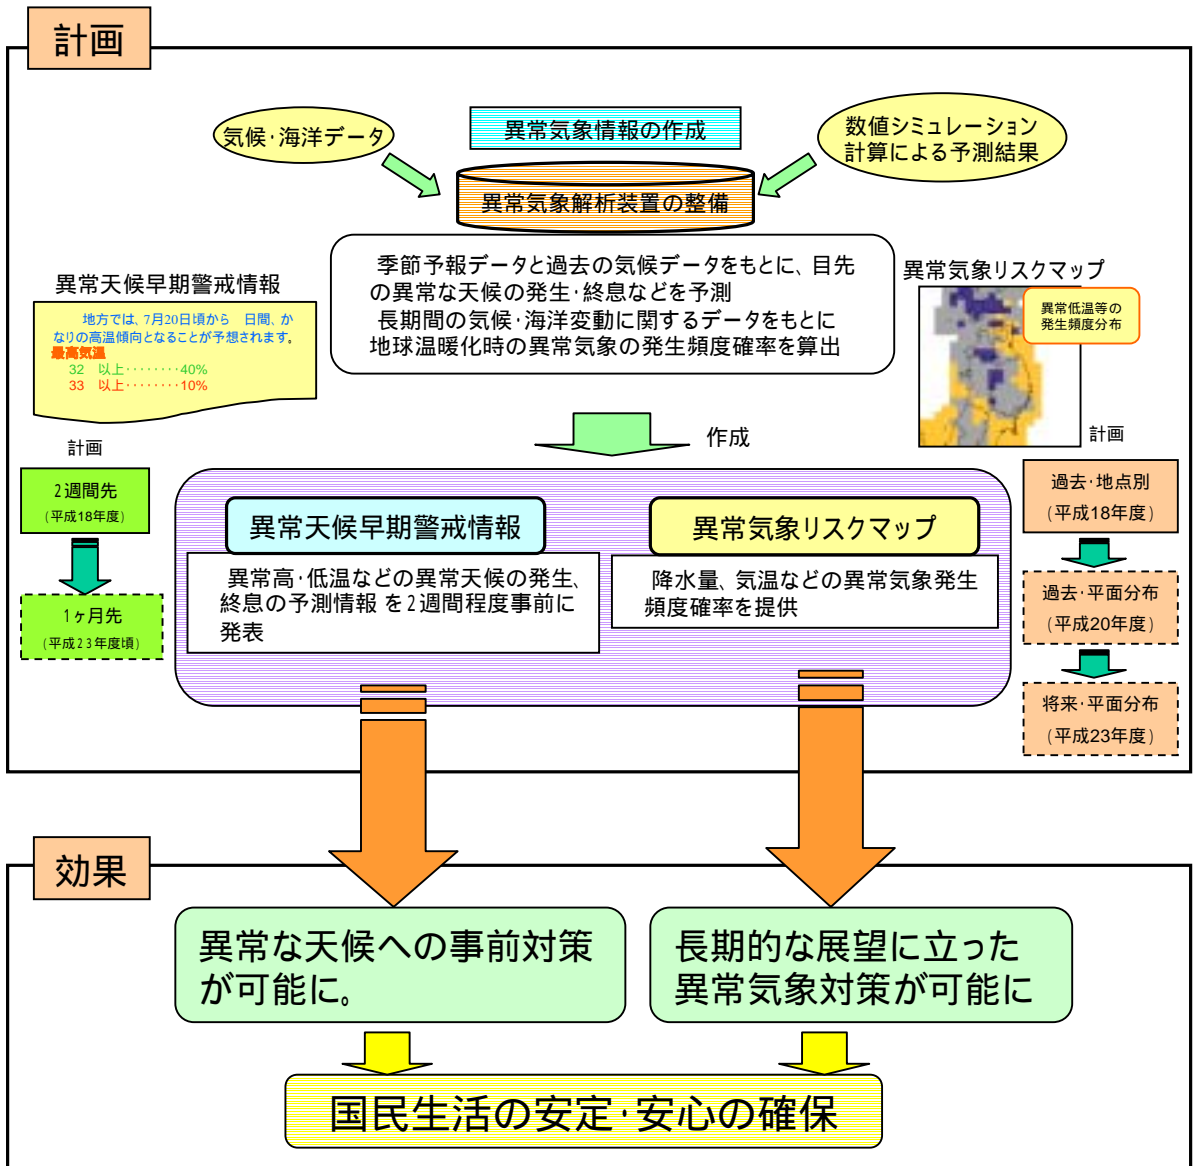 計画
気候・海洋データ
異常気象情報の作成
数値シミュレーション
計算による予測結果
異常気象解析装置の整備
季節予報データと過去の気候データをもとに、目先
の異常な天候の発生・終息などを予測
長期間の気候・海洋変動に関するデータをもとに
地球温暖化時の異常気象の発生頻度確率を算出
異常天候早期警戒情報
地方では、7月20日頃から 日間、か
なりの高温傾向となることが予想されます。
最高気温
32 以上・・・・・・・・40%
33 以上・・・・・・・・10%
異常気象リスクマップ
異常低温等の
発生頻度分布
計画
2週間先
(平成18年度)
1ヶ月先
(平成23年度頃)
作成
計画
過去・地点別
(平成18年度)
過去・平面分布
(平成20年度)
将来・平面分布
(平成23年度)
異常天候早期警戒情報
異常高・低温などの異常天候の発生、
終息の予測情報 を2週間程度事前に
発表
異常気象リスクマップ
降水量、気温などの異常気象発生
頻度確率を提供
効果
異常な天候への事前対策
が可能に。
長期的な展望に立った
異常気象対策が可能に
国民生活の安定・安心の確保